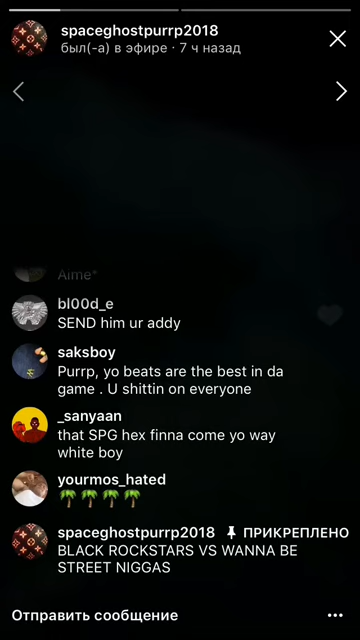 spaceghostpurrp2018
был(-а) в эфире · 7 ч назад
Aime*
bl00d_e
SEND him ur addy
saksboy
Purrp, yo beats are the best in da
game . U shittin on everyone
_sanyaan
that SPG hex finna come yo way
white boy
yourmos_hated
🌴🌴🌴🌴
spaceghostpurrp2018 📌 ПРИКРЕПЛЕНО
BLACK ROCKSTARS VS WANNA BE
STREET NIGGAS
Отправить сообщение